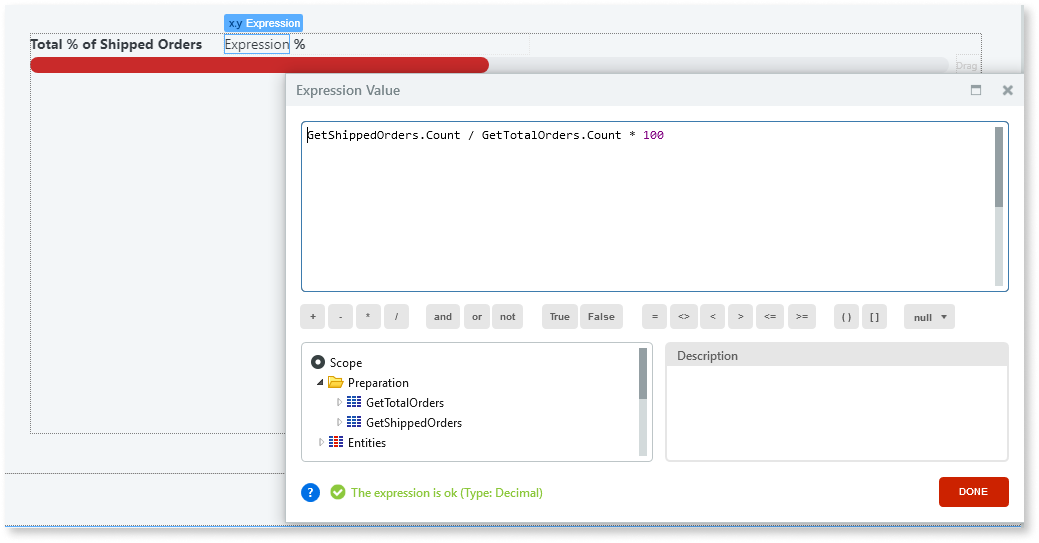 x.y Expression
Total % of Shipped Orders Expression %
Drag
Expression Value
GetShippedOrders.Count / GetTotalOrders.Count * 100
+ - * / and or not True False = <> < > <= >= ( ) [ ] null
Scope
Preparation
GetTotalOrders
GetShippedOrders
Entities
Description
? The expression is ok (Type: Decimal)
DONE